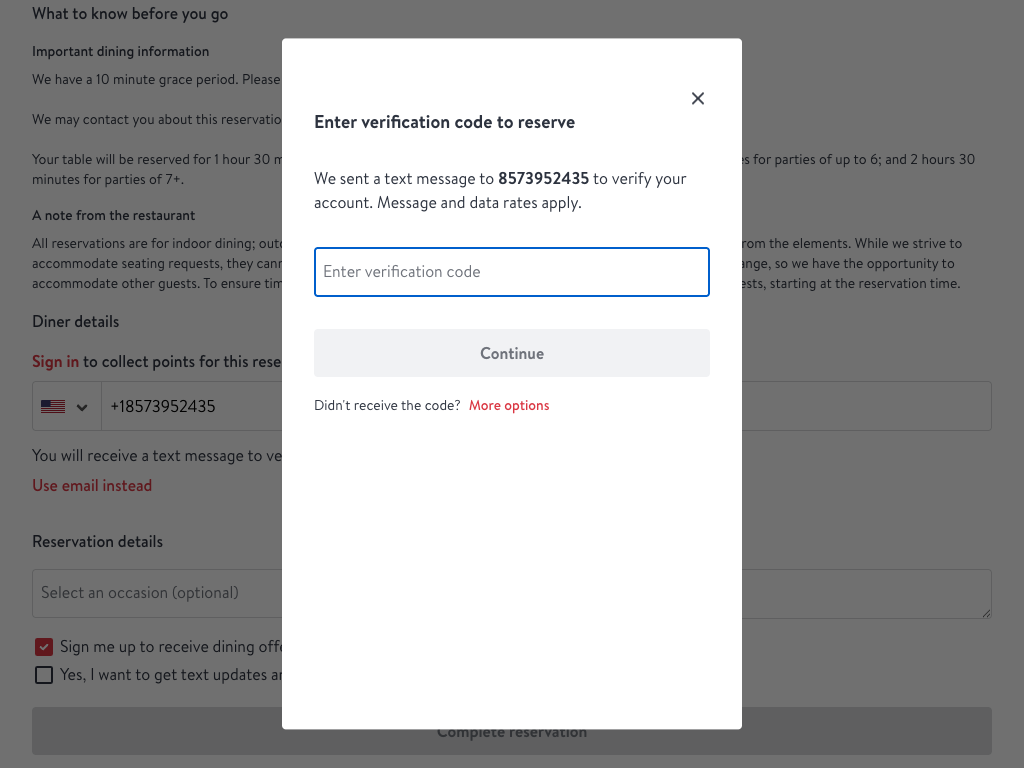 What to know before you go
Important dining information
We have a 10 minute grace period. Please
We may contact you about this reservatio
Your table will be reserved for 1 hour 30 m
s for parties of up to 6; and 2 hours 30
minutes for parties of 7+.
A note from the restaurant
All reservations are for indoor dining; out
rom the elements. While we strive to
accommodate seating requests, they can
ange, so we have the opportunity to
accommodate other guests. To ensure tim
ests, starting at the reservation time.
Diner details
Sign in to collect points for this rese
+18573952435
You will receive a text message to ve
Use email instead
Reservation details
Select an occasion (optional)
Sign me up to receive dining offe
Yes, I want to get text updates a
Complete reservation
Enter verification code to reserve
We sent a text message to 8573952435 to verify your
account. Message and data rates apply.
Enter verification code
Continue
Didn't receive the code? More options